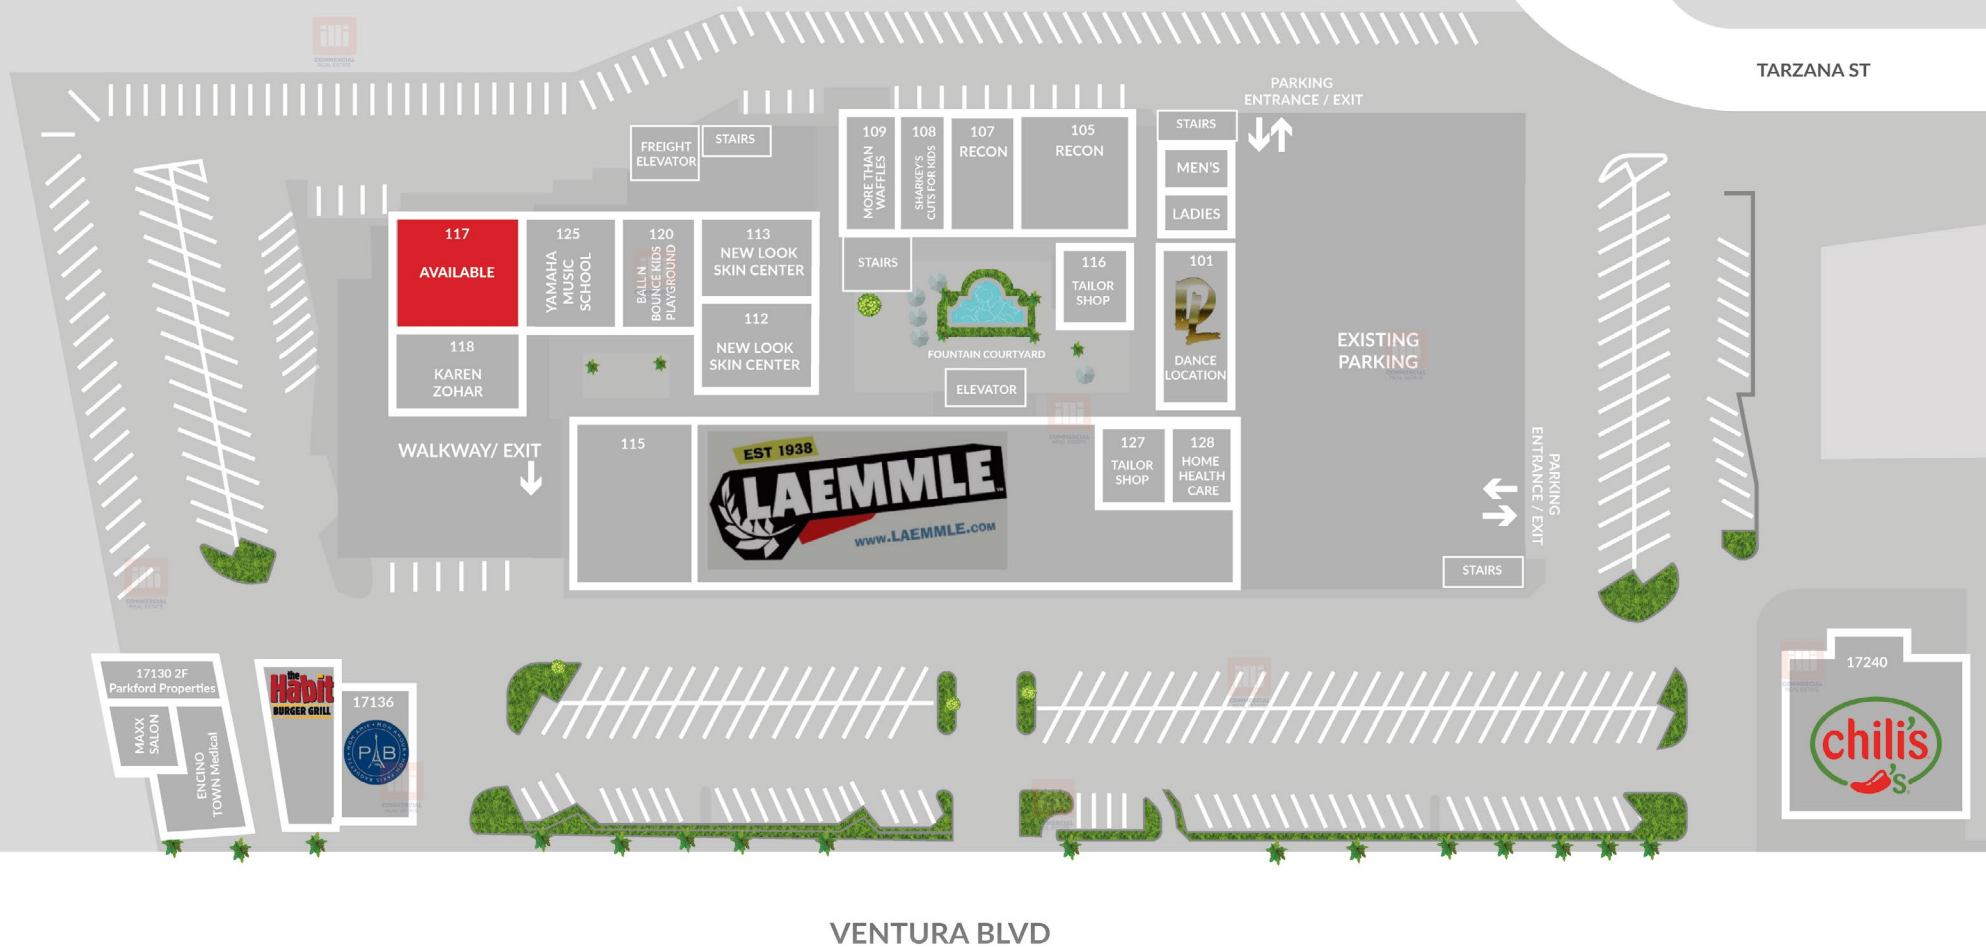 TARZANA ST
PARKING
ENTRANCE / EXIT
FREIGHT
ELEVATOR
STAIRS
109
MORE THAN
WAFFLES
108
SHARKEY'S
CUTS FOR KIDS
107
RECON
105
RECON
STAIRS
MEN'S
LADIES
117
AVAILABLE
125
YAMAHA
MUSIC
SCHOOL
120
BALL.N
BOUNCE KIDS
PLAYGROUND
113
NEW LOOK
SKIN CENTER
STAIRS
116
TAILOR
SHOP
101
DL
DANCE
LOCATION
112
NEW LOOK
SKIN CENTER
118
KAREN
ZOHAR
FOUNTAIN COURTYARD
ELEVATOR
EXISTING
PARKING
WALKWAY/ EXIT
115
EST 1938
LAEMMLE
www.LAEMMLE.COM
127
TAILOR
SHOP
128
HOME
HEALTH
CARE
PARKING
ENTRANCE / EXIT
STAIRS
17130 2F
Parkford Properties
MAXX
SALON
ENCINO
TOWN Medical
the
Habit
BURGER GRILL
17136
PAB
17240
chili's
's
VENTURA BLVD